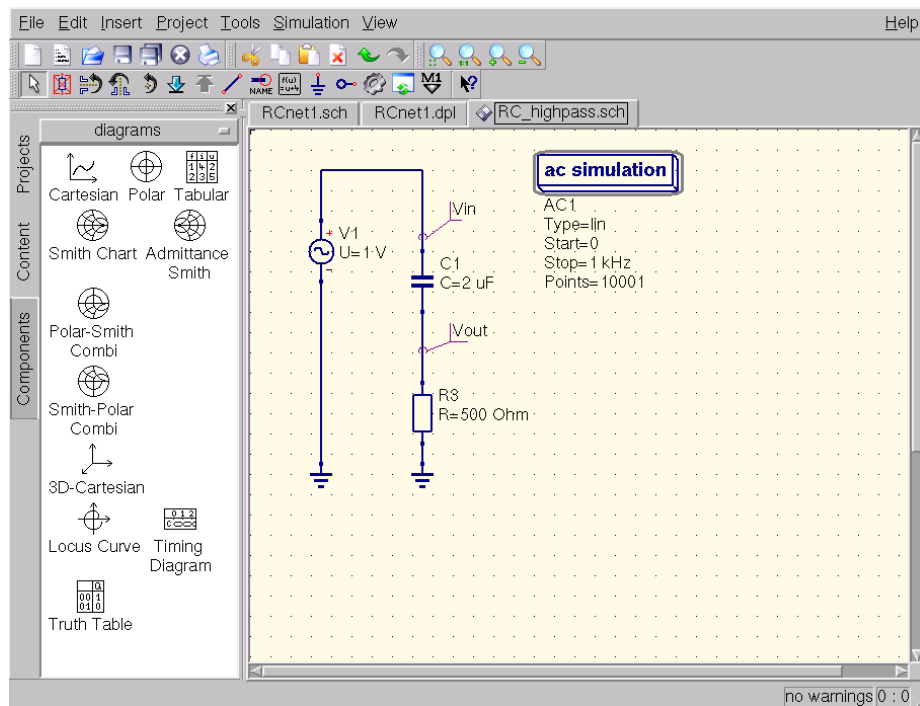 File Edit Insert Project Tools Simulation View Help
NAME f(u) =u+4 M1
RCnet1.sch RCnet1.dpl RC_highpass.sch
Projects
Content
Components
diagrams
Cartesian Polar Tabular
Smith Chart Admittance
Smith
Polar-Smith
Combi
Smith-Polar
Combi
3D-Cartesian
Locus Curve Timing
Diagram
Truth Table
V1
U=1 V
Vin
C1
C=2 uF
Vout
R3
R=500 Ohm
ac simulation
AC1
Type=lin
Start=0
Stop=1 kHz
Points=10001
no warnings 0 : 0